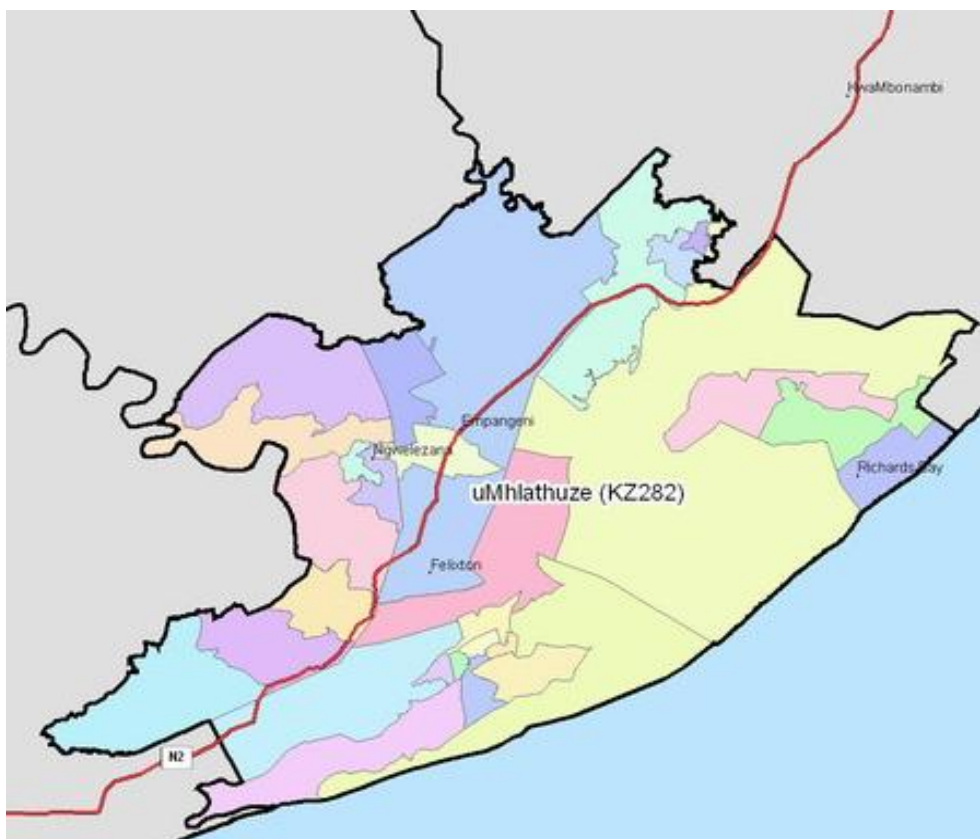 KwaMbonambi
Empangeni
Ngwelezana
Richards Bay
uMhlathuze (KZ282)
Felixton
N2